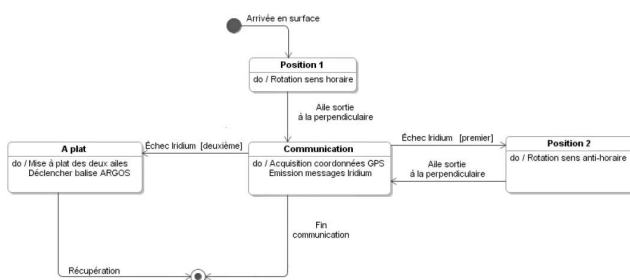 Arrivée en surface
Position 1
do / Rotation sens horaire
Aile sortie
à la perpendiculaire
A plat
do / Mise à plat des deux ailes
Déclencher balise ARGOS
Échec Iridium [deuxième]
Communication
do / Acquisition coordonnées GPS
Emission messages Iridium
Échec Iridium [premier]
Aile sortie
à la perpendiculaire
Position 2
do / Rotation sens anti-horaire
Fin
communication
Récupération